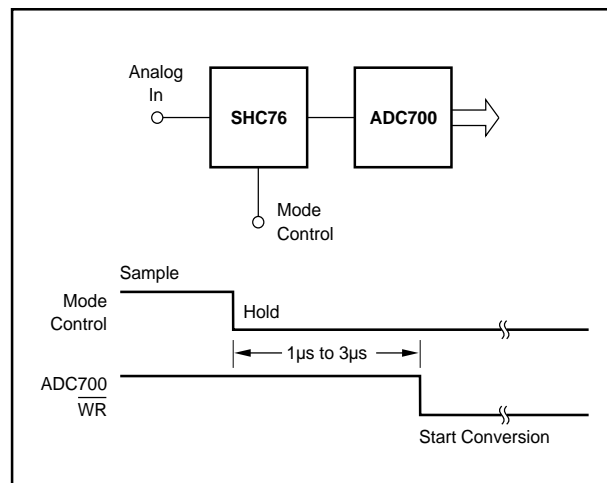 Analog
In
SHC76
ADC700
Mode
Control
Sample
Mode
Control
Hold
1µs to 3µs
ADC700
WR
Start Conversion